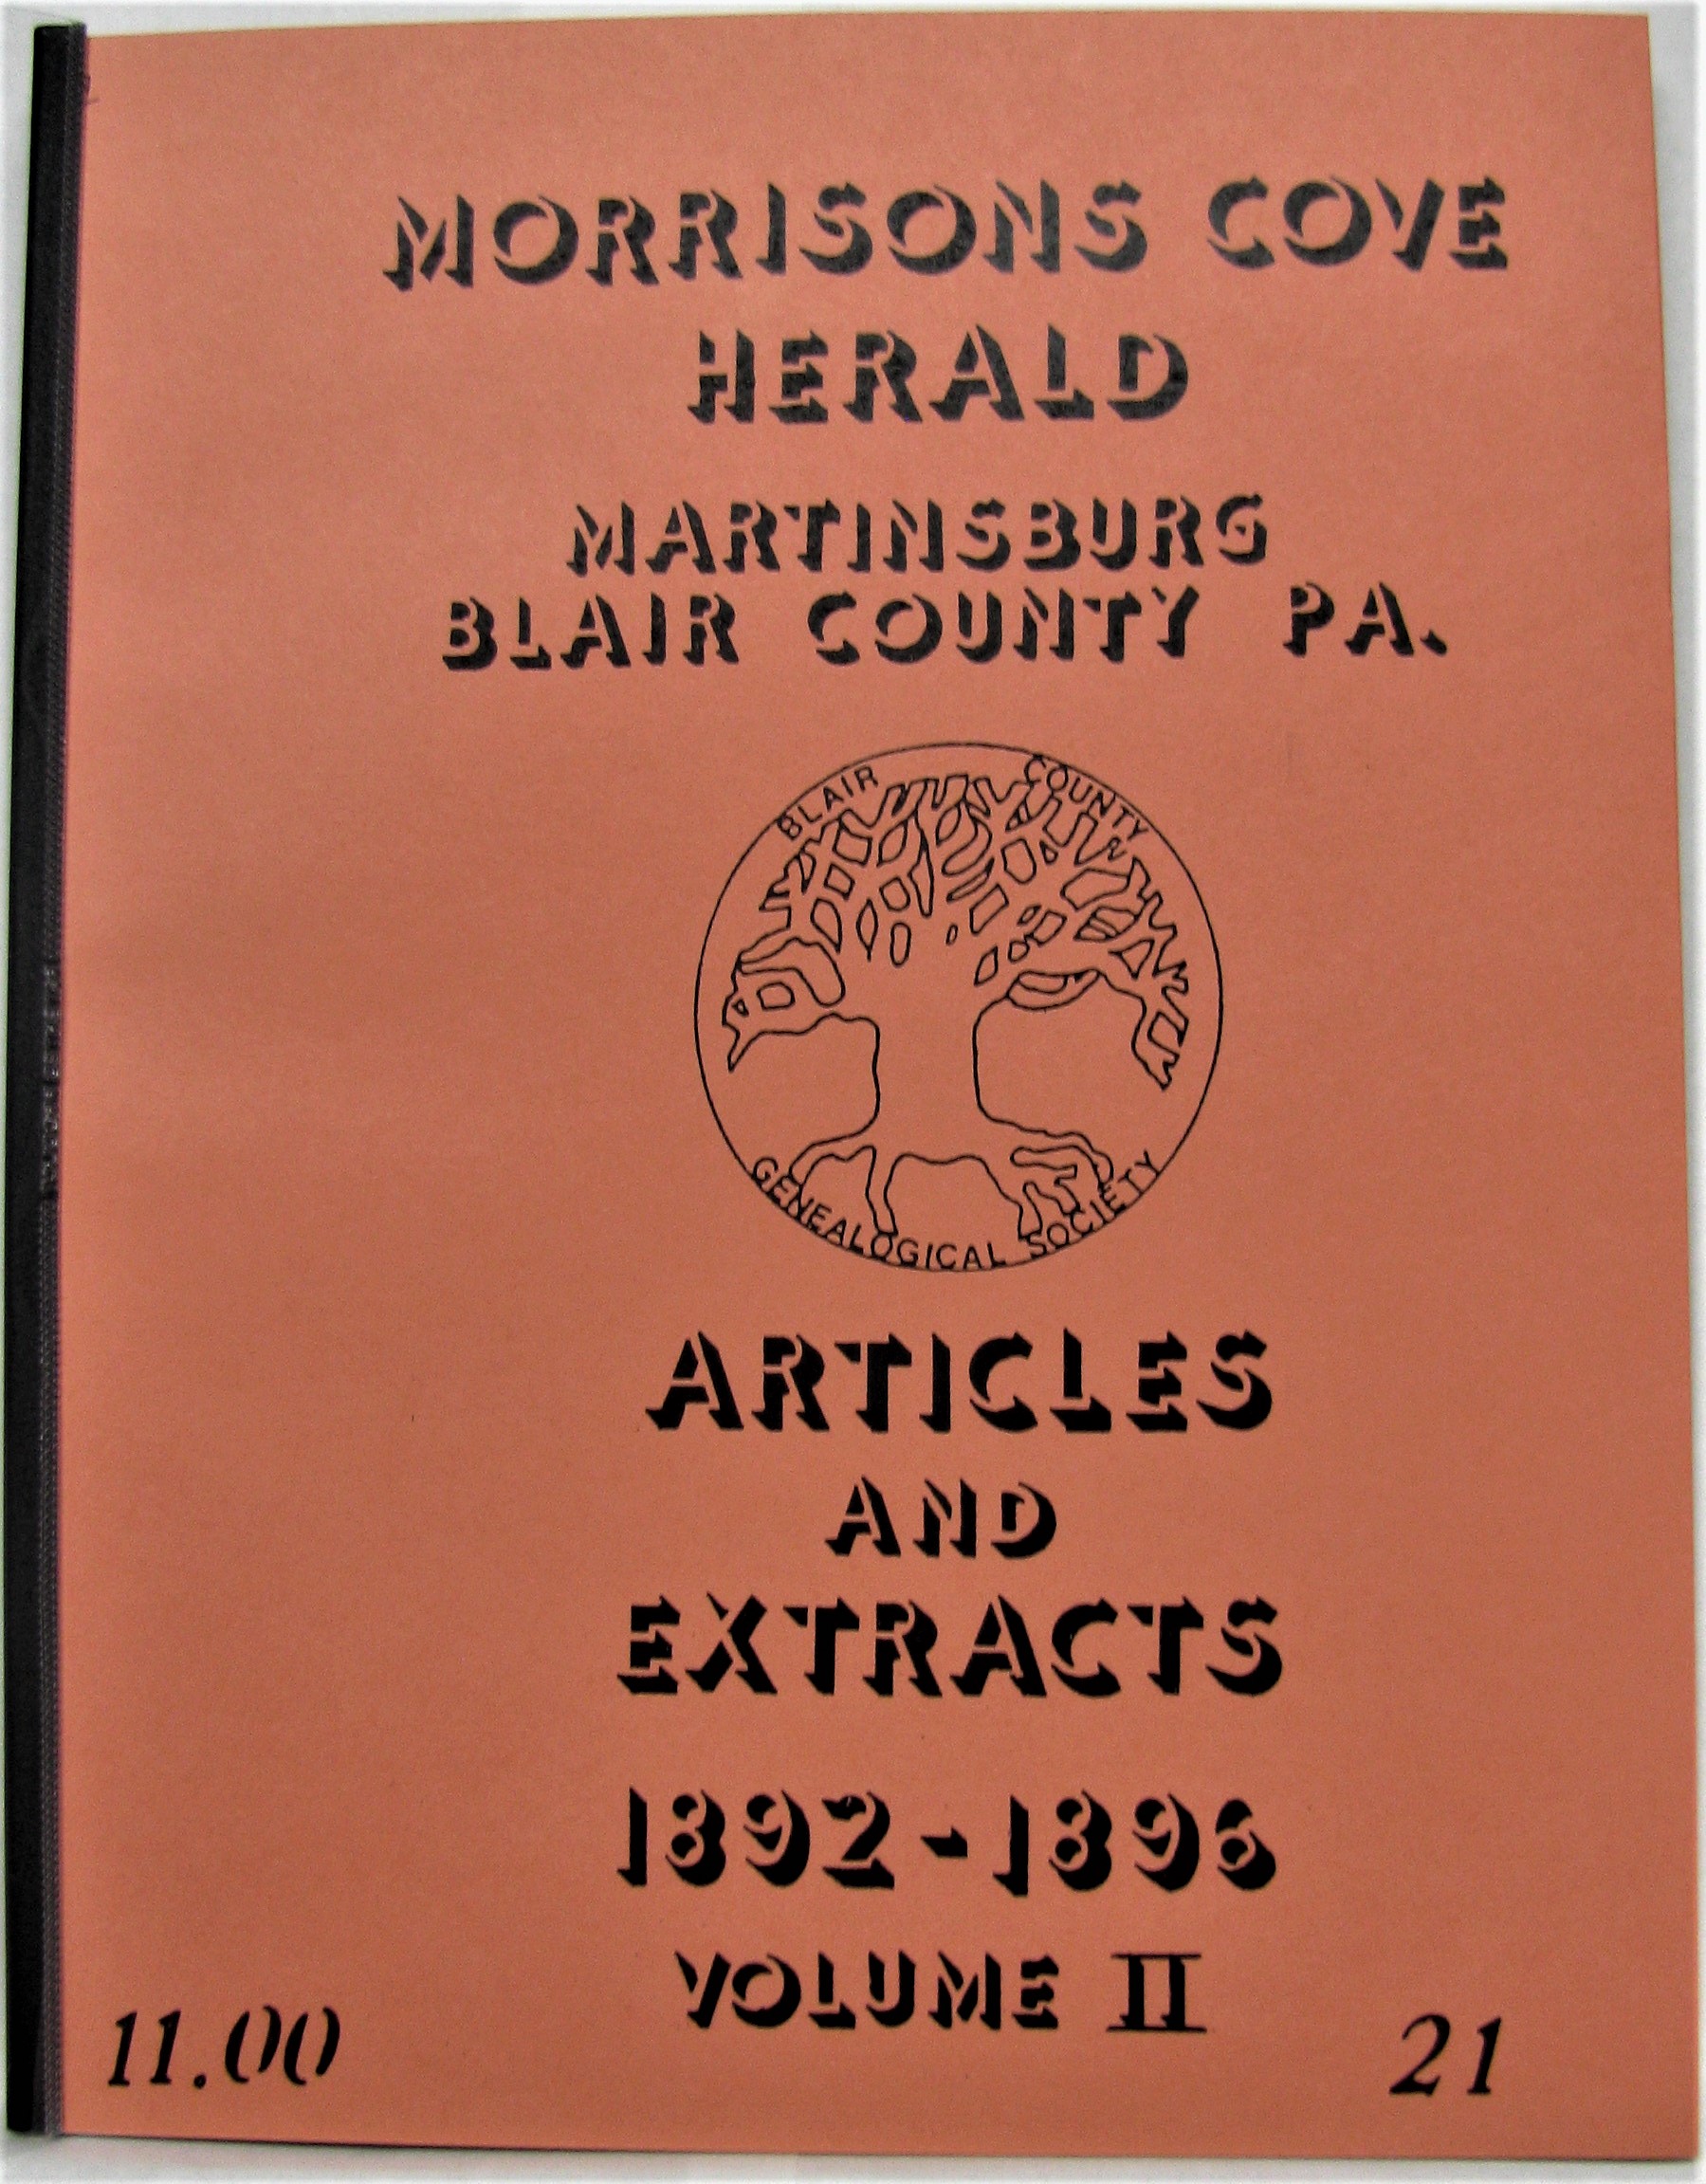 MORRISONS COVE
HERALD
MARTINSBURG
BLAIR COUNTY PA.
BLAIR COUNTY
GENEALOGICAL SOCIETY
ARTICLES
AND
EXTRACTS
1892-1896
VOLUME II
11.00 21